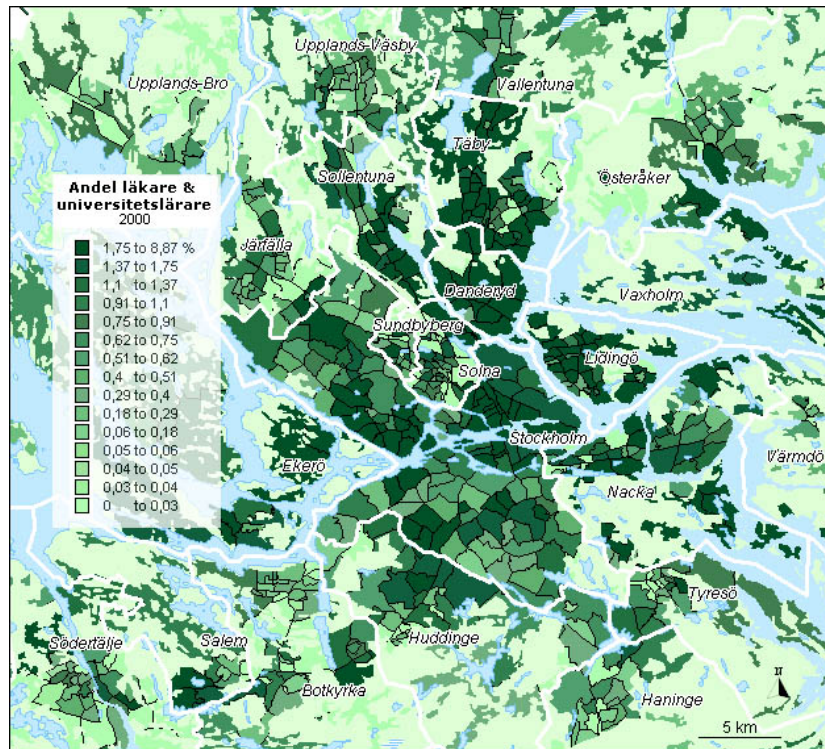 Upplands-Väsby
Upplands-Bro
Vallentuna
Täby
Sollentuna
Österåker
Andel läkare &
universitetslärare
2000
1,75 to 8,87 %
1,37 to 1,75
1,1 to 1,37
0,91 to 1,1
0,75 to 0,91
0,62 to 0,75
0,51 to 0,62
0,4 to 0,51
0,29 to 0,4
0,18 to 0,29
0,06 to 0,18
0,05 to 0,06
0,04 to 0,05
0,03 to 0,04
0 to 0,03
Järfälla
Danderyd
Vaxholm
Sundbyberg
Solna
Lidingö
Stockholm
Ekerö
Värmdö
Nacka
Tyresö
Södertälje
Salem
Huddinge
Botkyrka
Haninge
N
5 km